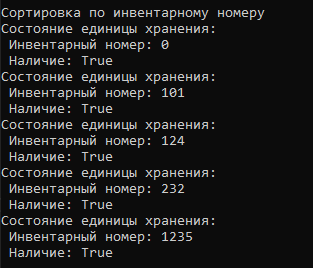 Сортировка по инвентарному номеру
Состояние единицы хранения:
Инвентарный номер: 0
Наличие: True
Состояние единицы хранения:
Инвентарный номер: 101
Наличие: True
Состояние единицы хранения:
Инвентарный номер: 124
Наличие: True
Состояние единицы хранения:
Инвентарный номер: 232
Наличие: True
Состояние единицы хранения:
Инвентарный номер: 1235
Наличие: True